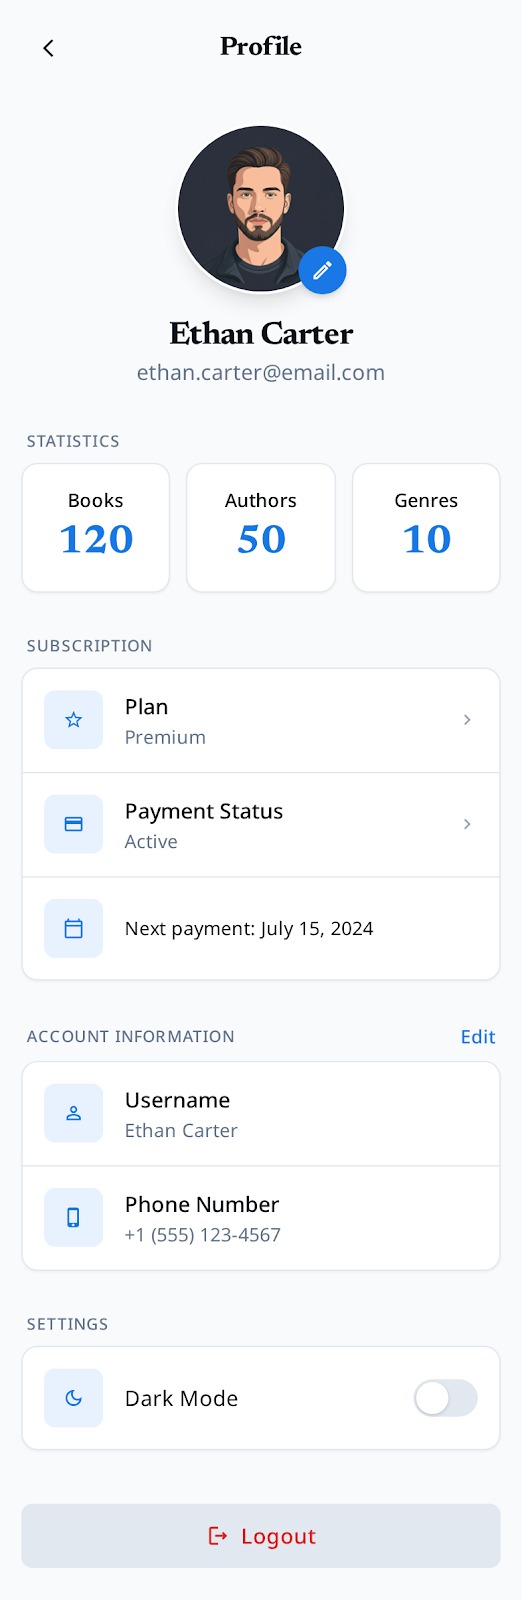 Profile
Ethan Carter
ethan.carter@email.com
STATISTICS
Books
120
Authors
50
Genres
10
SUBSCRIPTION
Plan
Premium
Payment Status
Active
Next payment: July 15, 2024
ACCOUNT INFORMATION
Edit
Username
Ethan Carter
Phone Number
+1 (555) 123-4567
SETTINGS
Dark Mode
Logout